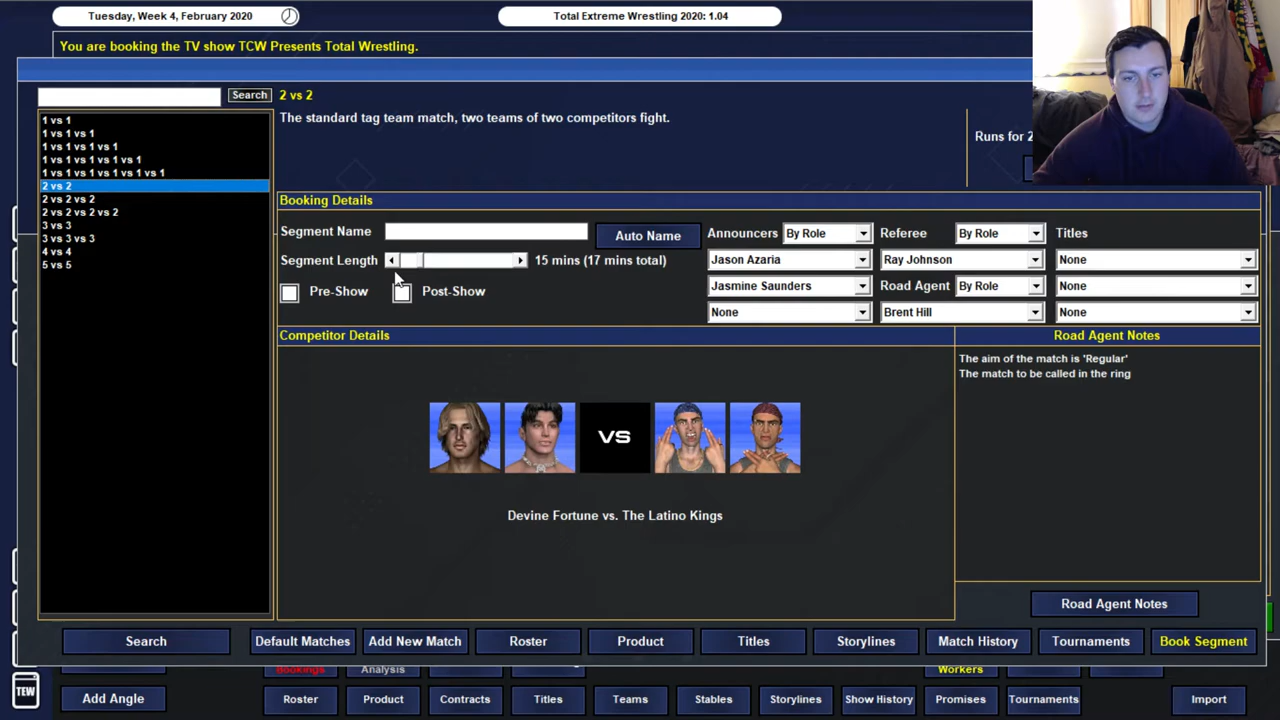 Tuesday, Week 4, February 2020
Total Extreme Wrestling 2020: 1.04
You are booking the TV show TCW Presents Total Wrestling.
Search
2 vs 2
The standard tag team match, two teams of two competitors fight.
Runs for 2
1 vs 1
1 vs 1 vs 1
1 vs 1 vs 1 vs 1
1 vs 1 vs 1 vs 1 vs 1
1 vs 1 vs 1 vs 1 vs 1 vs 1
2 vs 2
2 vs 2 vs 2
2 vs 2 vs 2 vs 2
3 vs 3
3 vs 3 vs 3
4 vs 4
5 vs 5
Booking Details
Segment Name
Auto Name
Announcers
By Role
Referee
By Role
Titles
Segment Length
15 mins (17 mins total)
Jason Azaria
Ray Johnson
None
Pre-Show
Post-Show
Jasmine Saunders
Road Agent
By Role
None
None
Brent Hill
None
Competitor Details
Road Agent Notes
The aim of the match is 'Regular'
The match to be called in the ring
VS
Devine Fortune vs. The Latino Kings
Road Agent Notes
Search
Default Matches
Add New Match
Roster
Product
Titles
Storylines
Match History
Tournaments
Book Segment
Bookings
Analysis
Workers
TEW
Add Angle
Roster
Product
Contracts
Titles
Teams
Stables
Storylines
Show History
Promises
Tournaments
Import